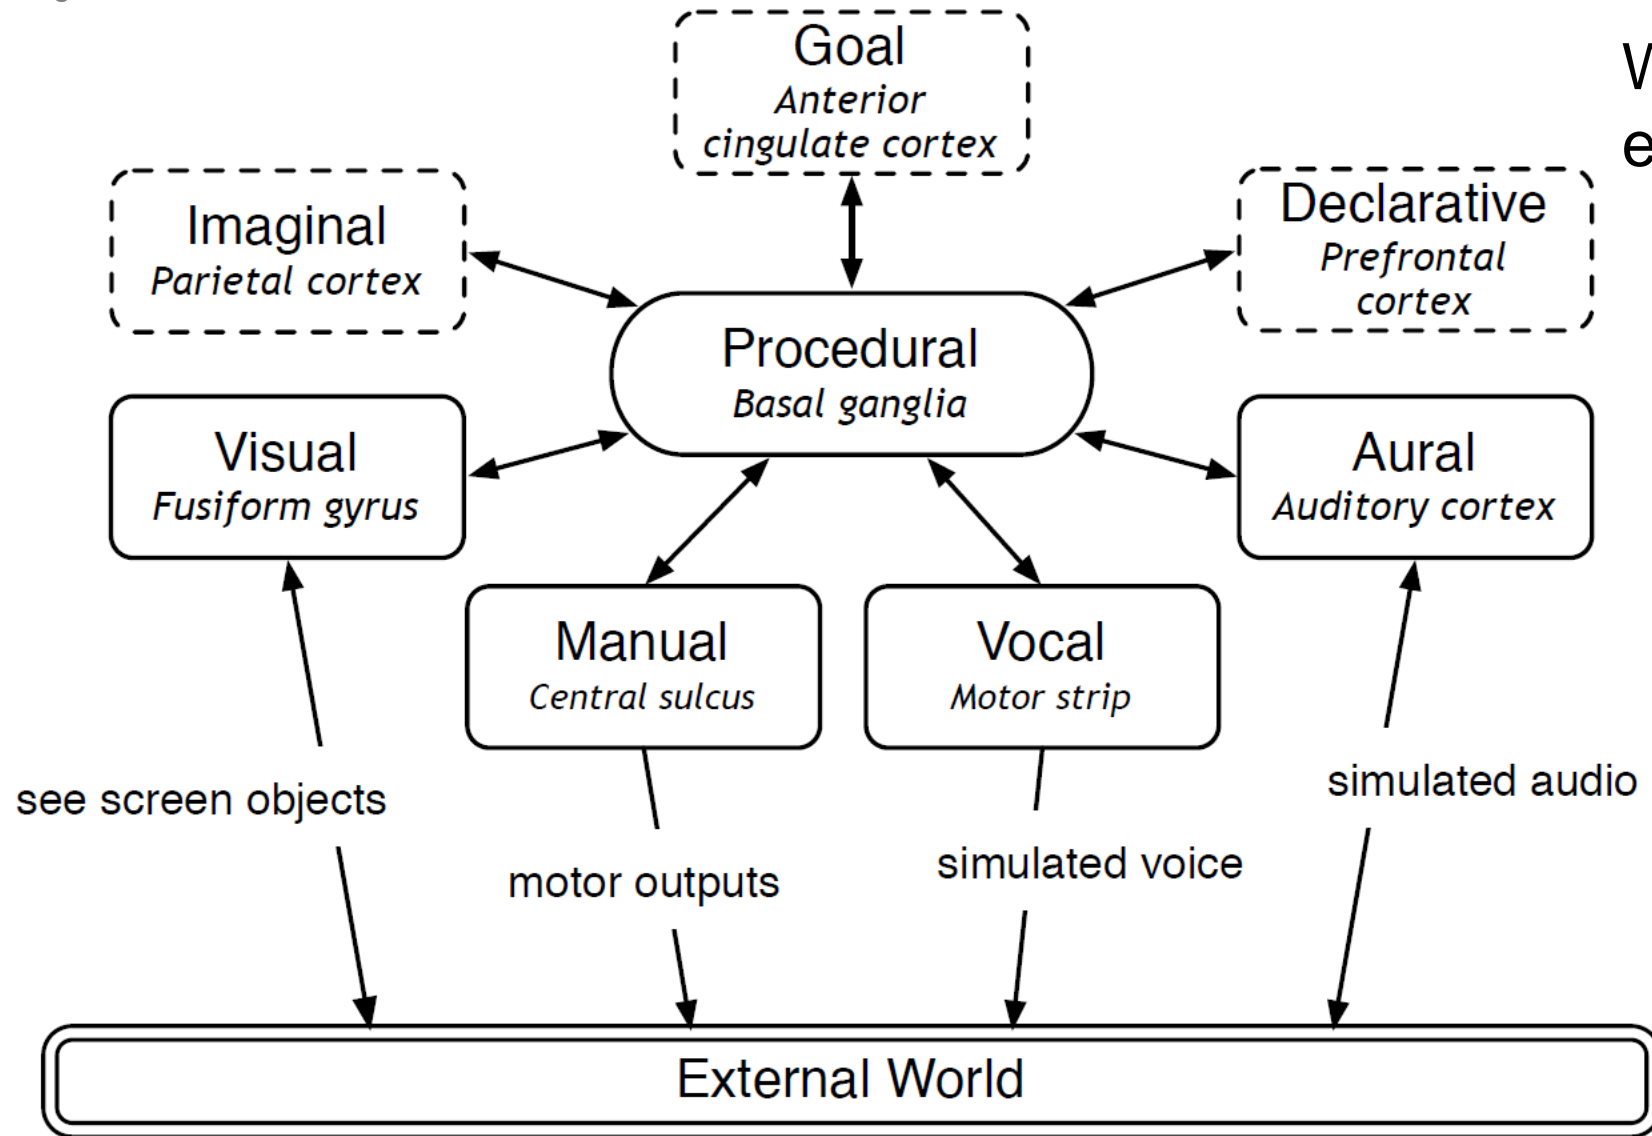 Goal
Anterior
cingulate cortex
Imaginal
Parietal cortex
Declarative
Prefrontal
cortex
Procedural
Basal ganglia
Visual
Fusiform gyrus
Aural
Auditory cortex
Manual
Central sulcus
Vocal
Motor strip
see screen objects
motor outputs
simulated voice
simulated audio
External World